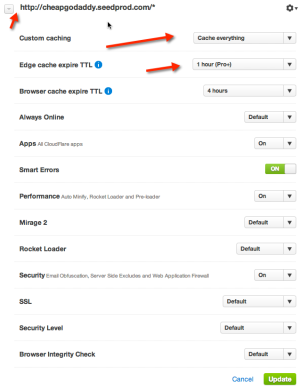 http://cheapgodaddy.seedprod.com/*
Custom caching Cache everything
Edge cache expire TTL 1 hour (Pro+)
Browser cache expire TTL 4 hours
Always Online Default
Apps All CloudFlare apps On
Smart Errors ON
Performance Auto Minify, Rocket Loader and Pre-loader On
Mirage 2 Default
Rocket Loader Default
Security Email Obfuscation, Server Side Excludes and Web Application Firewall On
SSL Default
Security Level Default
Browser Integrity Check Default
Cancel Update